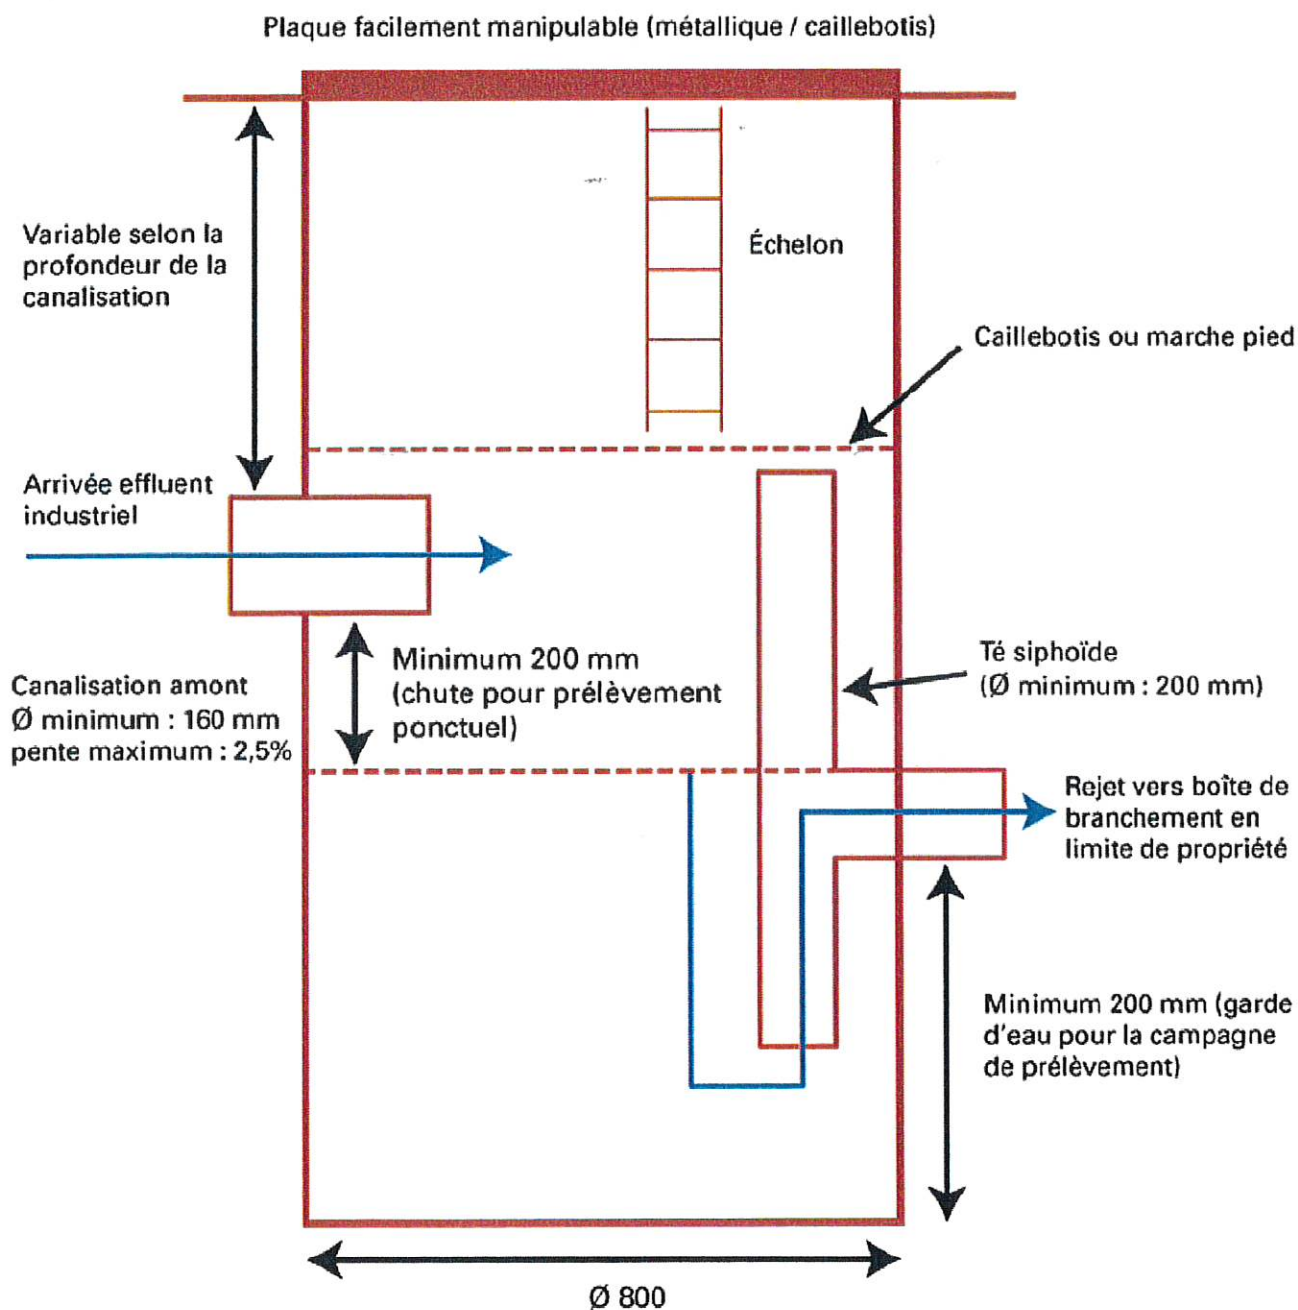 Plaque facilement manipulable (métallique / caillebotis)
Variable selon la
profondeur de la
canalisation
Échelon
Caillebotis ou marche pied
Arrivée effluent
industriel
Minimum 200 mm
(chute pour prélèvement
ponctuel)
Té siphoïde
(Ø minimum : 200 mm)
Canalisation amont
Ø minimum : 160 mm
pente maximum : 2,5%
Rejet vers boîte de
branchement en
limite de propriété
Minimum 200 mm (garde
d'eau pour la campagne
de prélèvement)
Ø 800